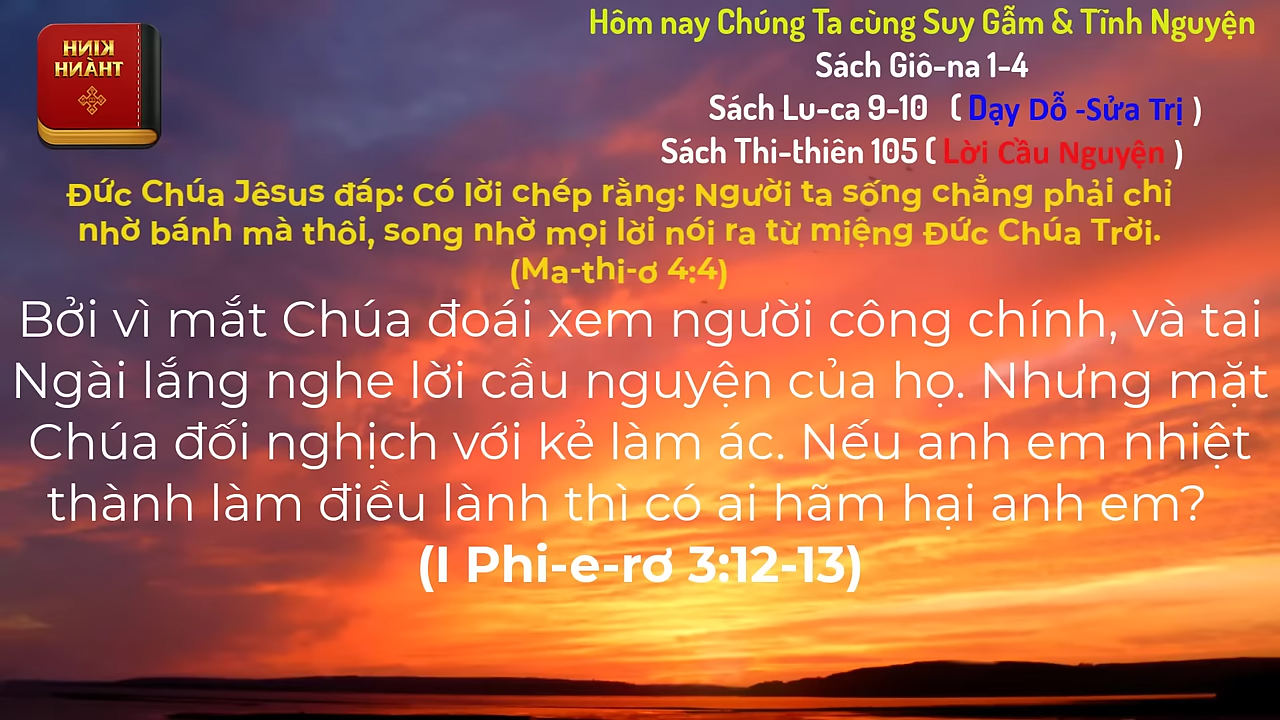 KINH
THÀNH
Hôm nay Chúng Ta cùng Suy Gẫm & Tĩnh Nguyện
Sách Giô-na 1-4
Sách Lu-ca 9-10 ( Dạy Dỗ -Sửa Trị )
Sách Thi-thiên 105 ( Lời Cầu Nguyện )
Đức Chúa Jêsus đáp: Có lời chép rằng: Người ta sống chẳng phải chỉ
nhờ bánh mà thôi, song nhờ mọi lời nói ra từ miệng Đức Chúa Trời.
(Ma-thi-ơ 4:4)
Bởi vì mắt Chúa đoái xem người công chính, và tai
Ngài lắng nghe lời cầu nguyện của họ. Nhưng mặt
Chúa đối nghịch với kẻ làm ác. Nếu anh em nhiệt
thành làm điều lành thì có ai hãm hại anh em?
(I Phi-e-rơ 3:12-13)